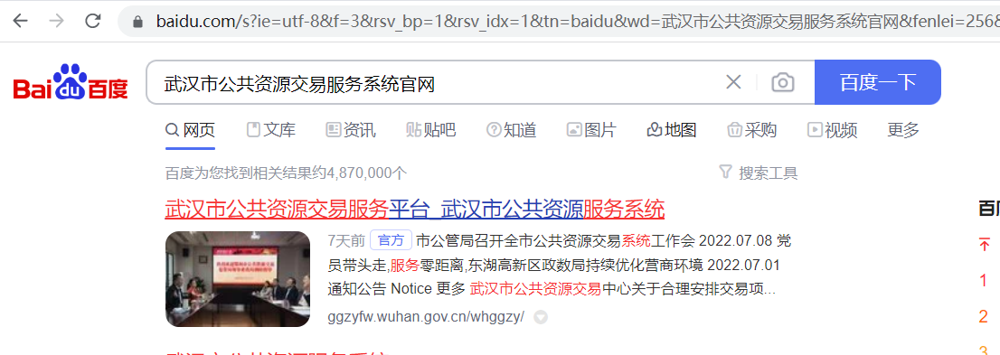 baidu.com/s?ie=utf-8&f=3&rsv_bp=1&rsv_idx=1&tn=baidu&wd=武汉市公共资源交易服务系统官网&fenlei=256&
Bai du 百度
武汉市公共资源交易服务系统官网
百度一下
网页 文库 资讯 贴吧 知道 图片 地图 采购 视频 更多
百度为您找到相关结果约4,870,000个
搜索工具
武汉市公共资源交易服务平台_武汉市公共资源服务系统
7天前 官方 市公管局召开全市公共资源交易系统工作会 2022.07.08 党
员带头走,服务零距离,东湖高新区政数局持续优化营商环境 2022.07.01
通知公告 Notice 更多 武汉市公共资源交易中心关于合理安排交易项...
ggzyfw.wuhan.gov.cn/whggzy/
百
1
2
3